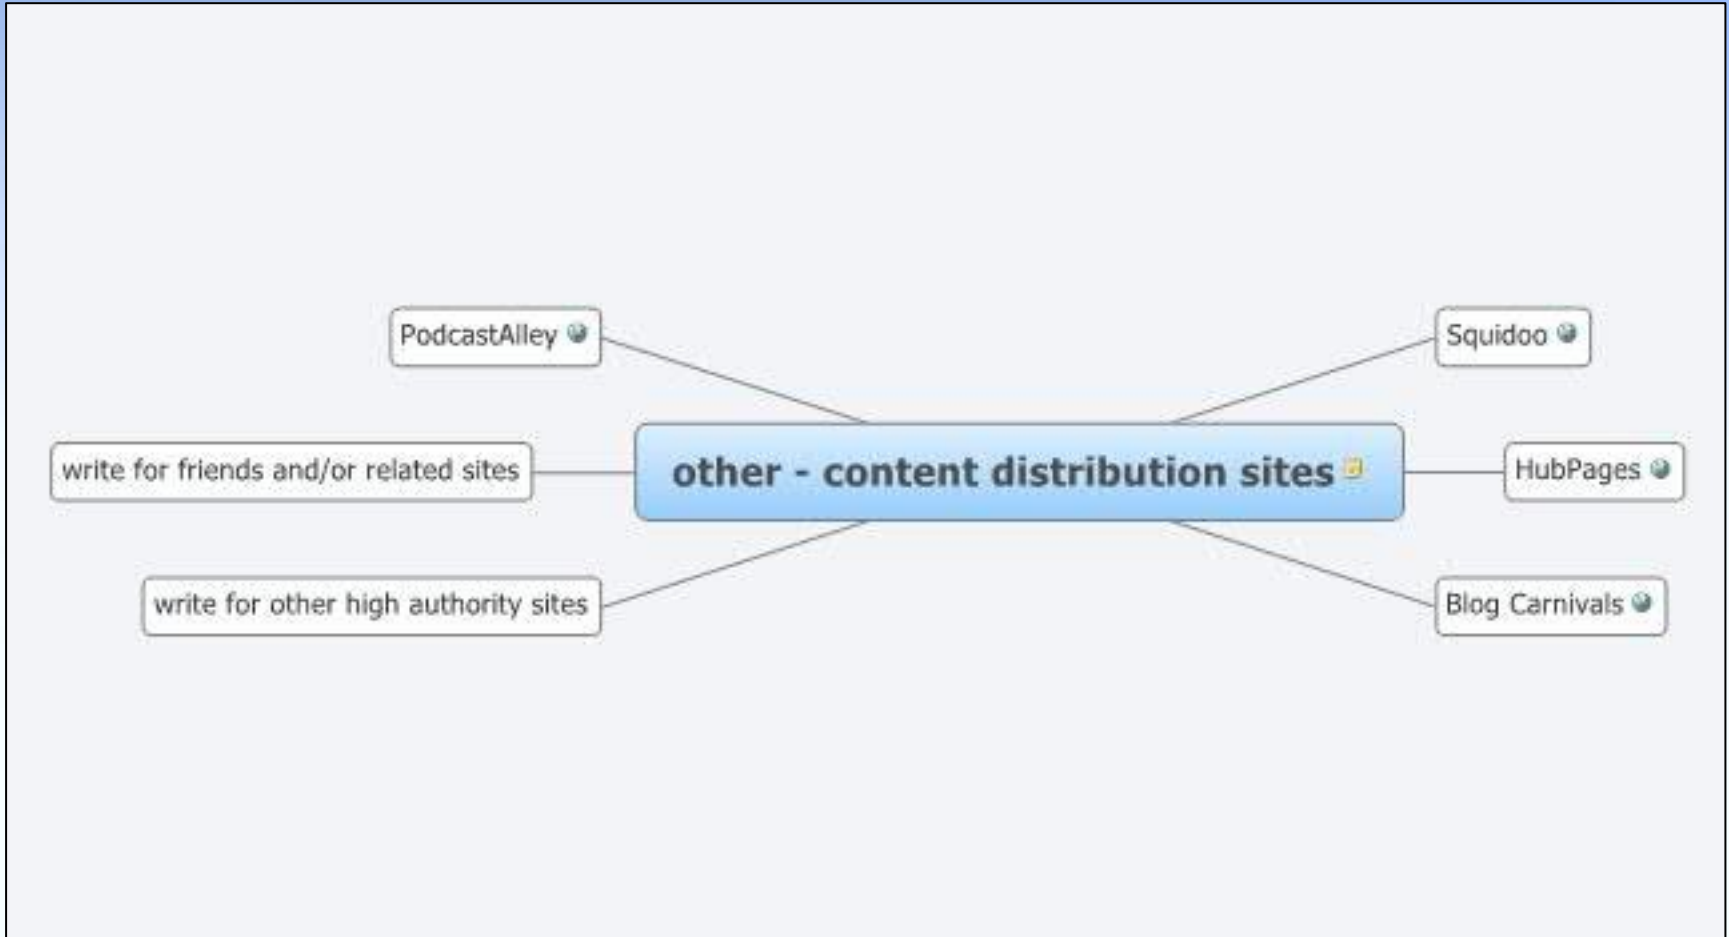 PodcastAlley
Squidoo
write for friends and/or related sites
other - content distribution sites
HubPages
write for other high authority sites
Blog Carnivals